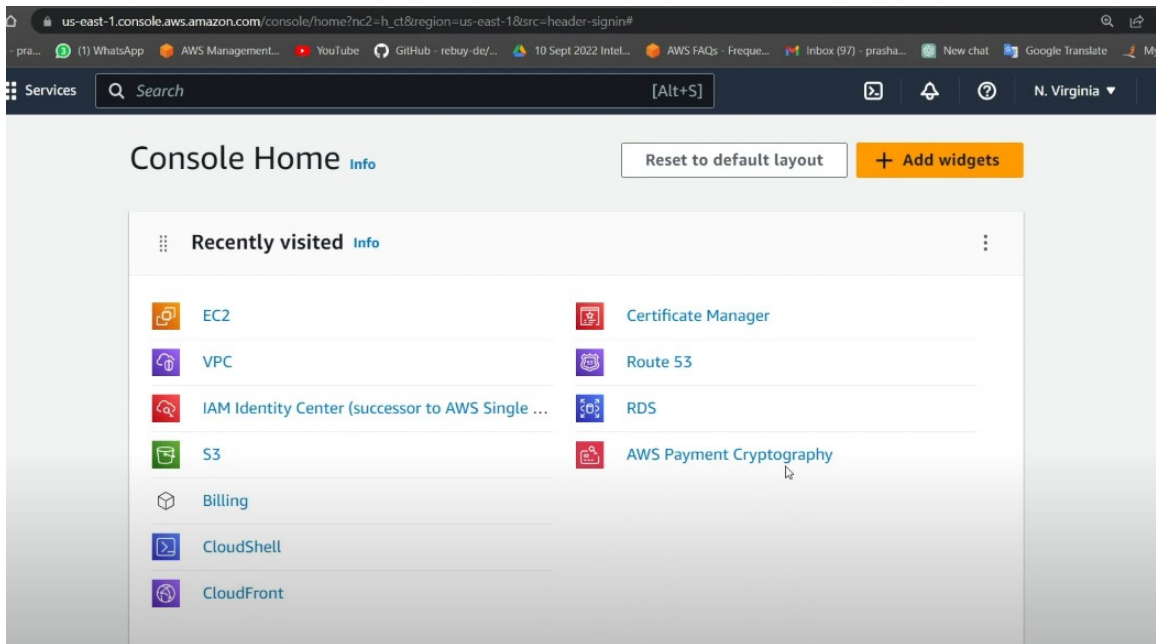 us-east-1.console.aws.amazon.com/console/home?nc2=h_ct&region=us-east-1&src=header-signin#
- pra... (1) WhatsApp AWS Management... YouTube GitHub - rebuy-de/... 10 Sept 2022 Intel... AWS FAQs - Freque... Inbox (97) - prasha... New chat Google Translate My
Services Search [Alt+S] N. Virginia
Console Home Info Reset to default layout + Add widgets
Recently visited Info
EC2 Certificate Manager
VPC Route 53
IAM Identity Center (successor to AWS Single ... RDS
S3 AWS Payment Cryptography
Billing
CloudShell
CloudFront